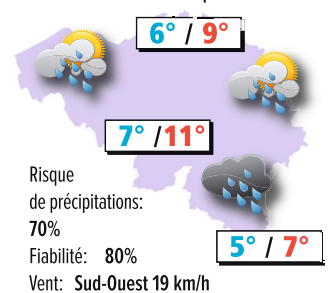 6° / 9°
7° /11°
Risque
de précipitations:
70%
Fiabilité: 80%
5° / 7°
Vent: Sud-Ouest 19 km/h